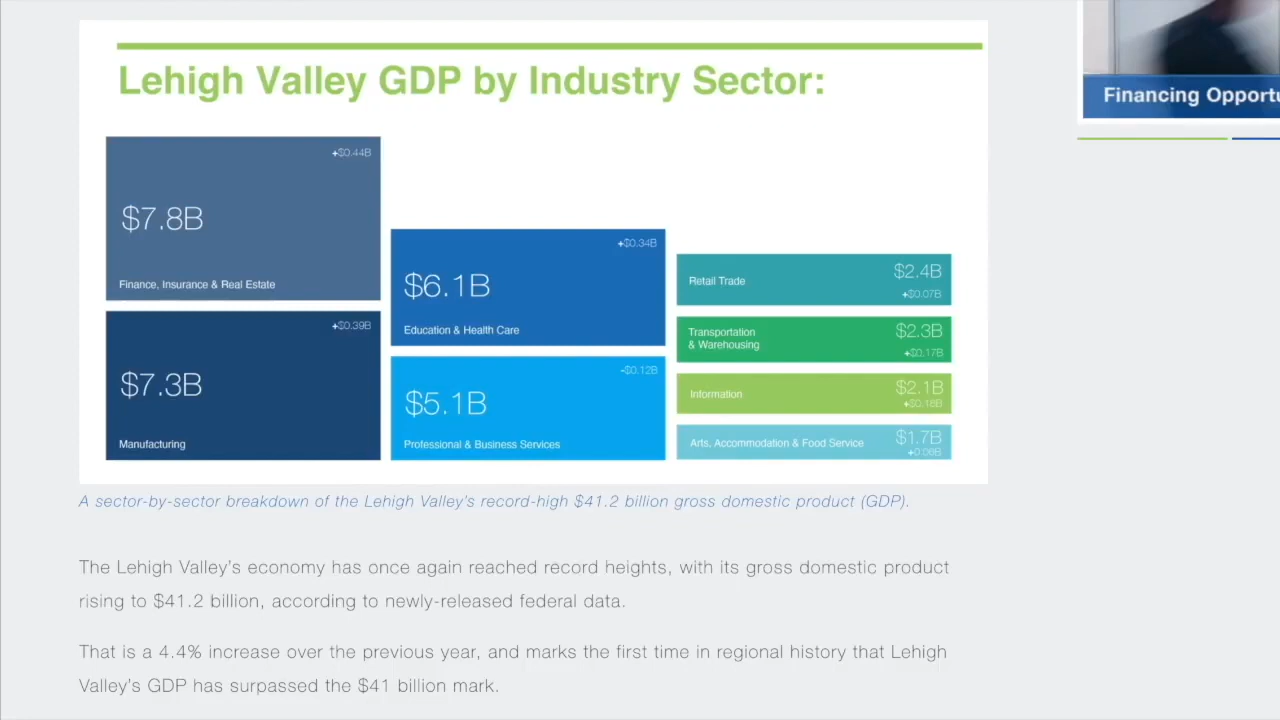 Lehigh Valley GDP by Industry Sector:
+$0.44B
$7.8B
Finance, Insurance & Real Estate
+$0.39B
$7.3B
Manufacturing
+$0.34B
$6.1B
Education & Health Care
-$0.12B
$5.1B
Professional & Business Services
Retail Trade
$2.4B
+$0.07B
Transportation
& Warehousing
$2.3B
+$0.17B
Information
$2.1B
+$0.18B
Arts, Accommodation & Food Service
$1.7B
A sector-by-sector breakdown of the Lehigh Valley's record-high $41.2 billion gross domestic product (GDP).
The Lehigh Valley's economy has once again reached record heights, with its gross domestic product
rising to $41.2 billion, according to newly-released federal data.
That is a 4.4% increase over the previous year, and marks the first time in regional history that Lehigh
Valley's GDP has surpassed the $41 billion mark.
Financing Opportu